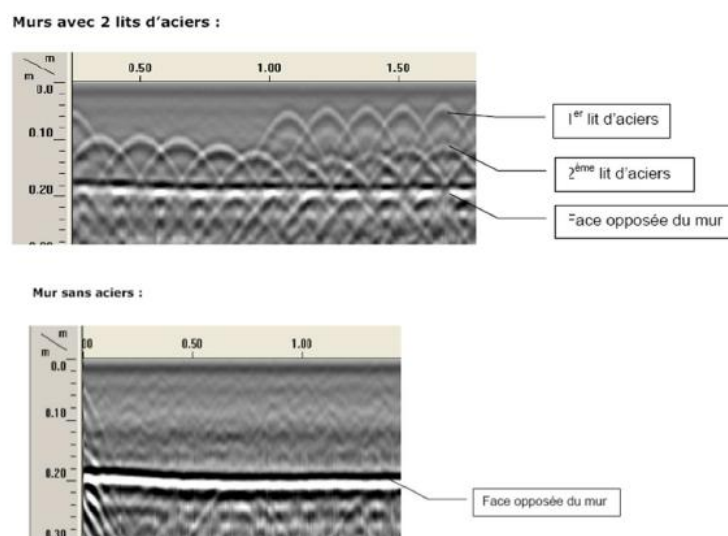 Murs avec 2 lits d'aciers :
m
m
0.50
1.00
1.50
0.0
0.10
0.20
1er lit d'aciers
2ème lit d'aciers
Face opposée du mur
Mur sans aciers :
m
m
00
0.50
1.00
0.0
0.10
0.20
0.30
Face opposée du mur